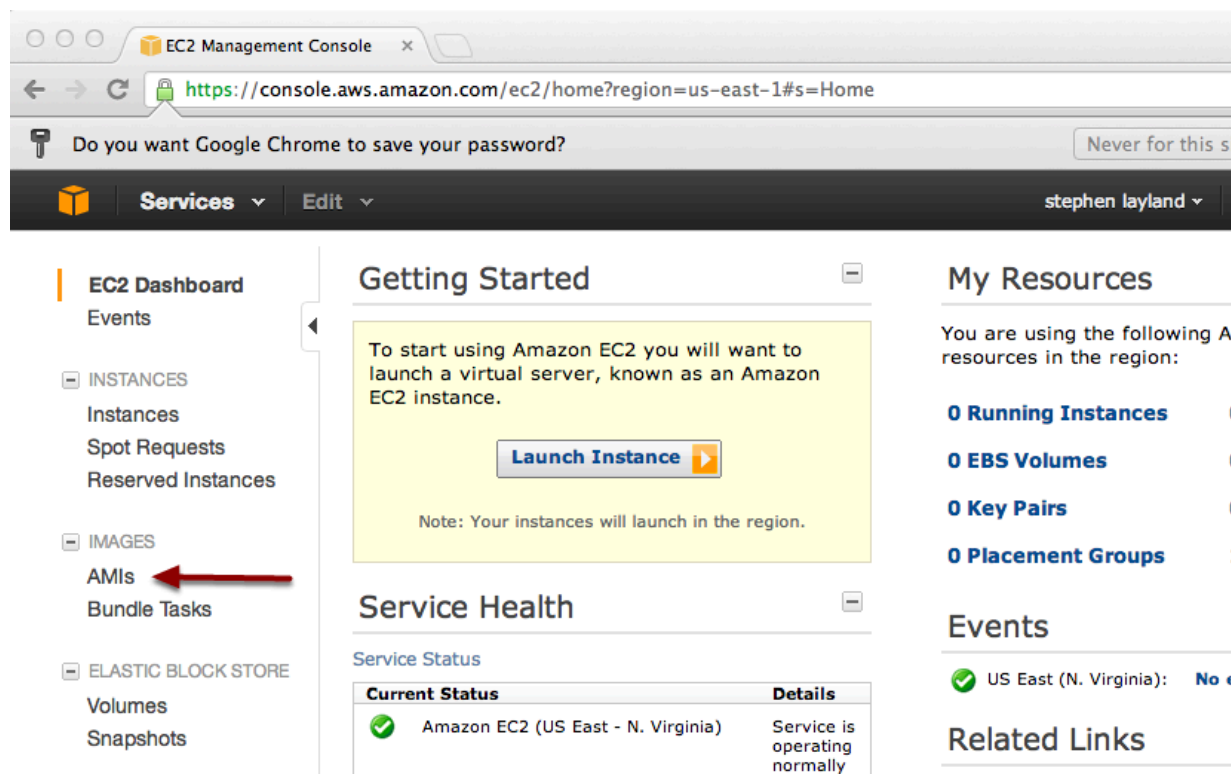 EC2 Management Console
https://console.aws.amazon.com/ec2/home?region=us-east-1#s=Home
Do you want Google Chrome to save your password?
Never for this
Services
Edit
stephen layland
EC2 Dashboard
Events
INSTANCES
Instances
Spot Requests
Reserved Instances
IMAGES
AMIs
Bundle Tasks
ELASTIC BLOCK STORE
Volumes
Snapshots
Getting Started
To start using Amazon EC2 you will want to
launch a virtual server, known as an Amazon
EC2 instance.
Launch Instance
Note: Your instances will launch in the region.
Service Health
Service Status
Current Status Details
Amazon EC2 (US East - N. Virginia) Service is
operating
normally
My Resources
You are using the following
resources in the region:
0 Running Instances
0 EBS Volumes
0 Key Pairs
0 Placement Groups
Events
US East (N. Virginia): No
Related Links